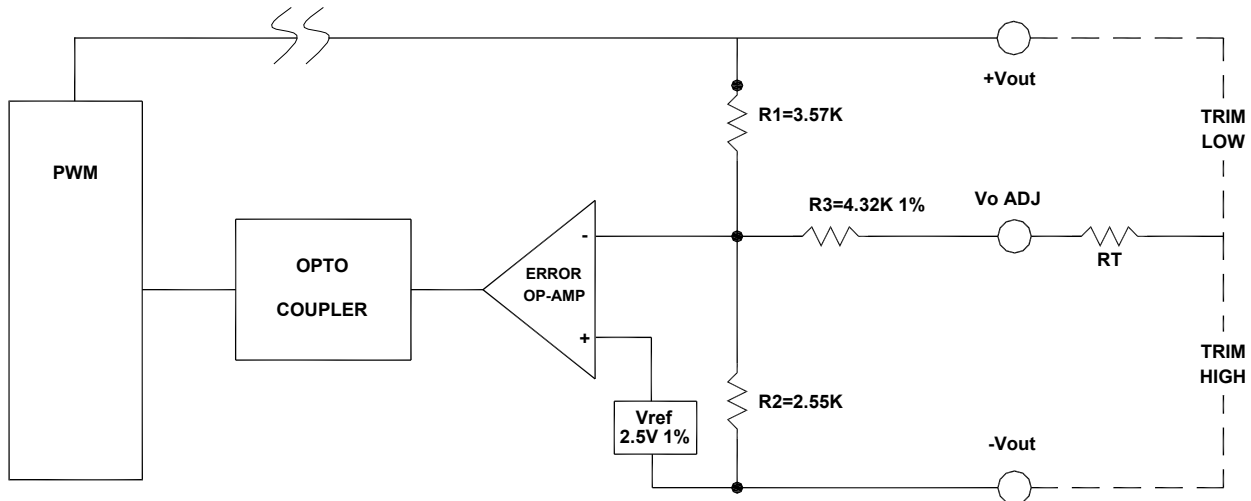 +Vout
R1=3.57K
TRIM
LOW
PWM
R3=4.32K 1%
Vo ADJ
-
OPTO
COUPLER
ERROR
OP-AMP
RT
+
TRIM
HIGH
R2=2.55K
Vref
2.5V 1%
-Vout